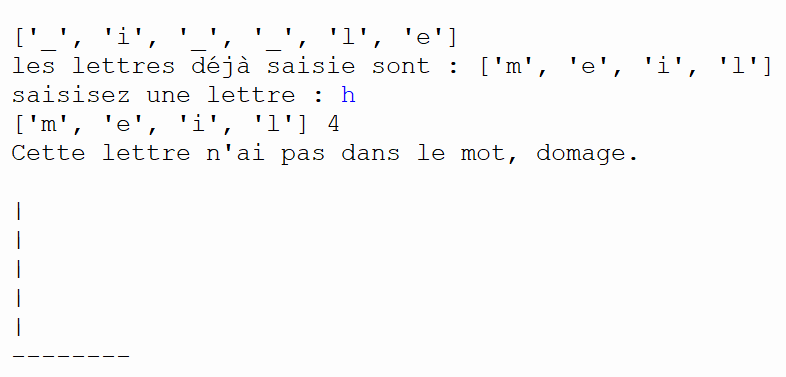 ['_', 'i', '_', '_', 'l', 'e']
les lettres déjà saisie sont : ['m', 'e', 'i', 'l']
saisisez une lettre : h
['m', 'e', 'i', 'l'] 4
Cette lettre n'ai pas dans le mot, domage.
|
|
|
|
|
--------